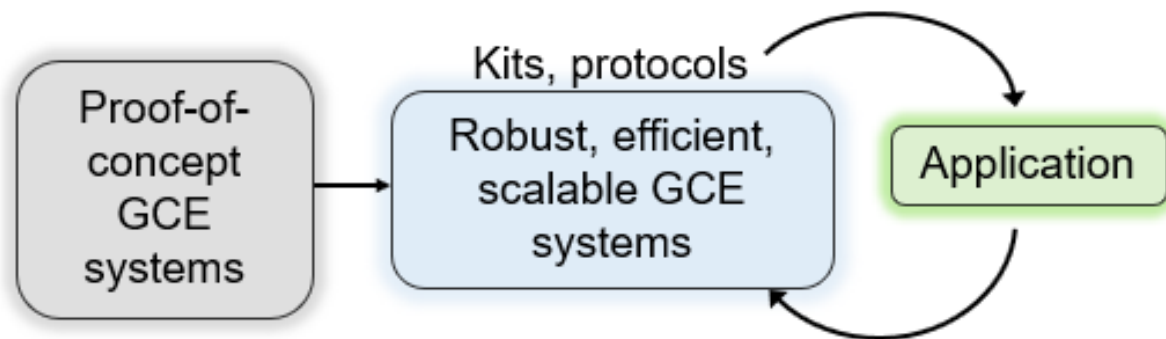 Proof-of-
concept
GCE
systems
Kits, protocols
Robust, efficient,
scalable GCE
systems
Application